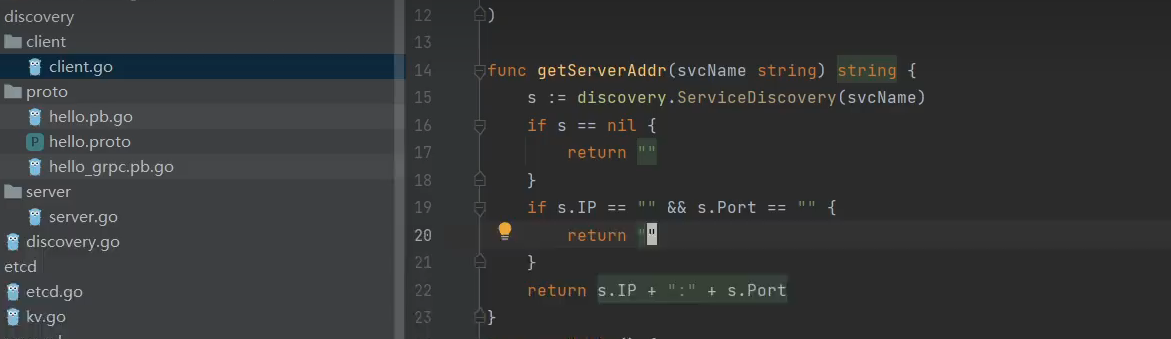 discovery
client
client.go
proto
hello.pb.go
hello.proto
hello_grpc.pb.go
server
server.go
discovery.go
etcd
etcd.go
kv.go
12 )
13
14 func getServerAddr(svcName string) string {
15 s := discovery.ServiceDiscovery(svcName)
16 if s == nil {
17 return ""
18 }
19 if s.IP == "" && s.Port == "" {
20 return ""
21 }
22 return s.IP + ":" + s.Port
23 }